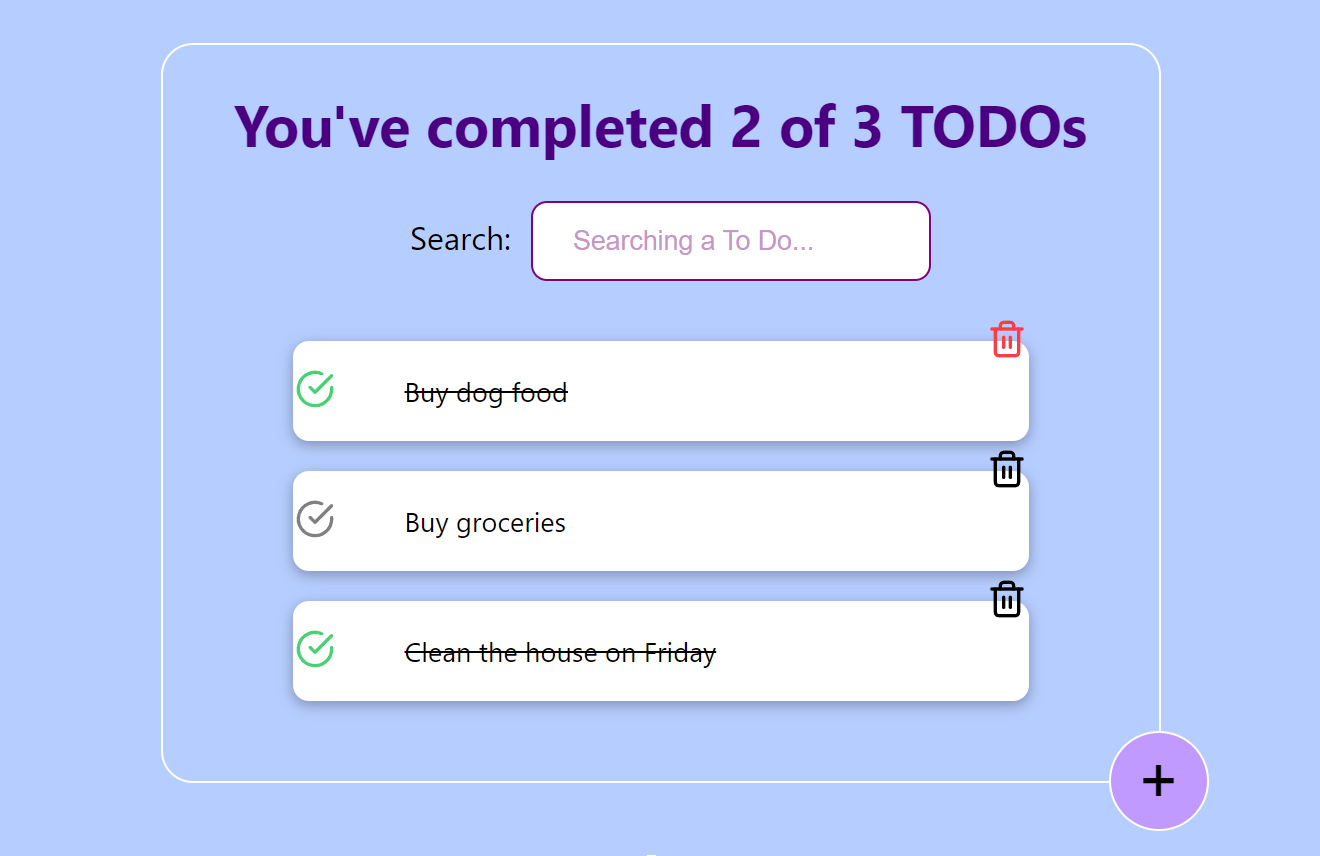 You've completed 2 of 3 TODOs
Search: Searching a To Do...
Buy dog food
Buy groceries
Clean the house on Friday
+